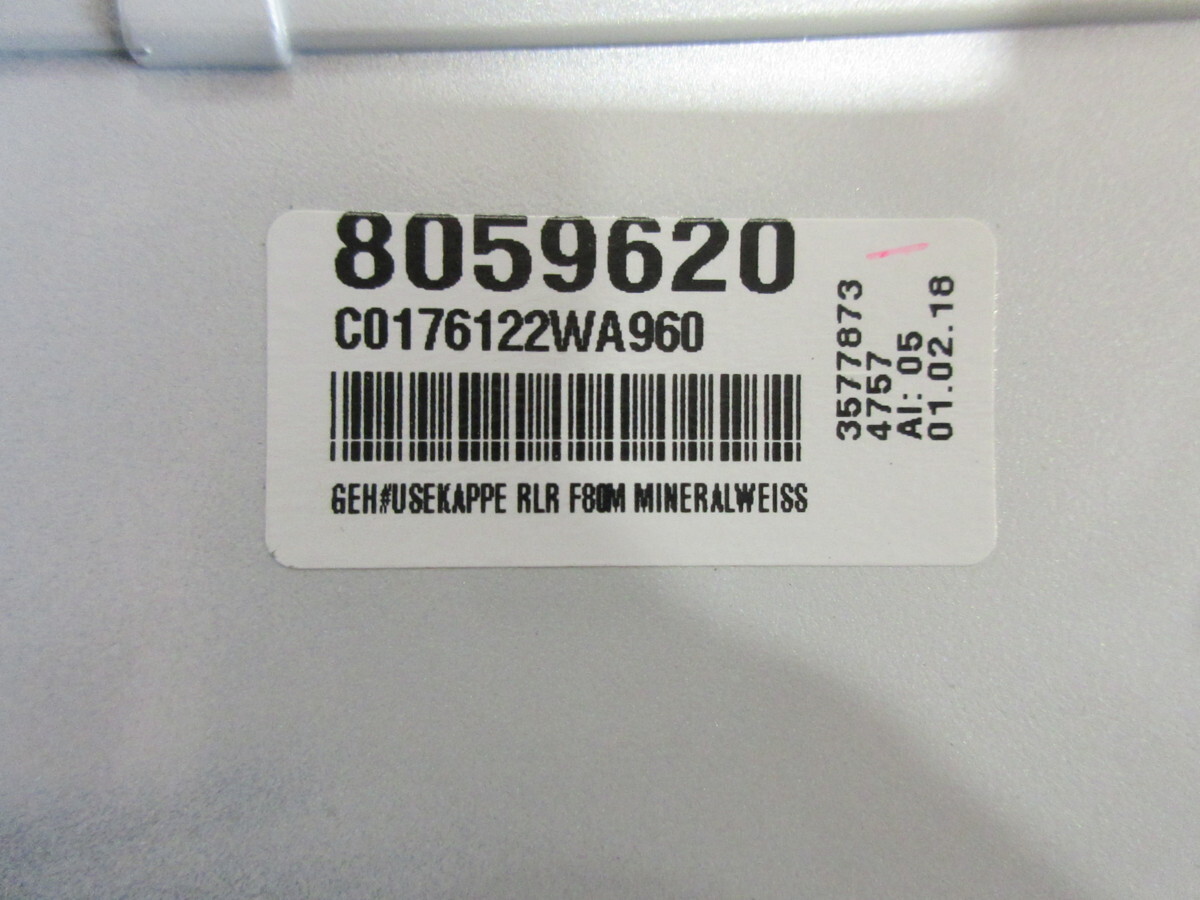 8059620
C0176122WA960
GEH#USEKAPPE RLR F80M MINERALWEISS
3577873
4757
AI: 05
01.02.18